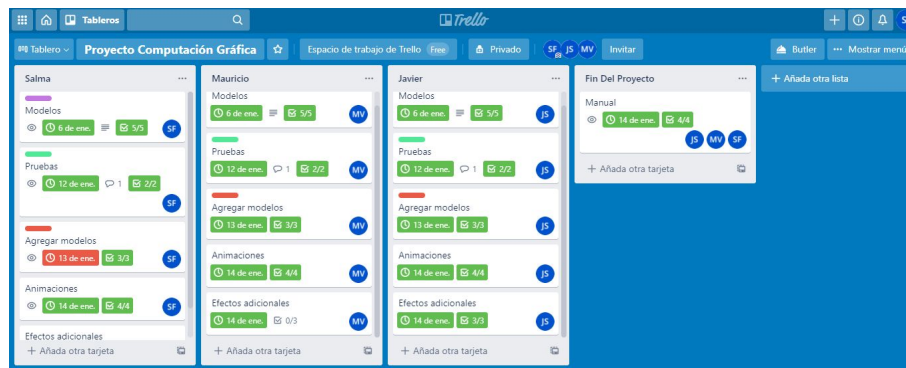 Tableros
Trello
S
Tablero
Proyecto Computación Gráfica
Espacio de trabajo de Trello Free
Privado
SF JS MV
Invitar
Butler
Mostrar menú
Salma
Modelos
6 de ene. 5/5 SF
Pruebas
12 de ene. 1 2/2
SF
Agregar modelos
13 de ene. 3/3 SF
Animaciones
14 de ene. 4/4 SF
Efectos adicionales
+ Añada otra tarjeta
Mauricio
Modelos
6 de ene. 5/5 MV
Pruebas
12 de ene. 1 2/2 MV
Agregar modelos
13 de ene. 3/3 MV
Animaciones
14 de ene. 4/4 MV
Efectos adicionales
14 de ene. 0/3 MV
+ Añada otra tarjeta
Javier
Modelos
6 de ene. 5/5 JS
Pruebas
12 de ene. 1 2/2 JS
Agregar modelos
13 de ene. 3/3 JS
Animaciones
14 de ene. 4/4 JS
Efectos adicionales
14 de ene. 3/3 JS
+ Añada otra tarjeta
Fin Del Proyecto
Manual
14 de ene. 4/4
JS MV SF
+ Añada otra tarjeta
+ Añada otra lista